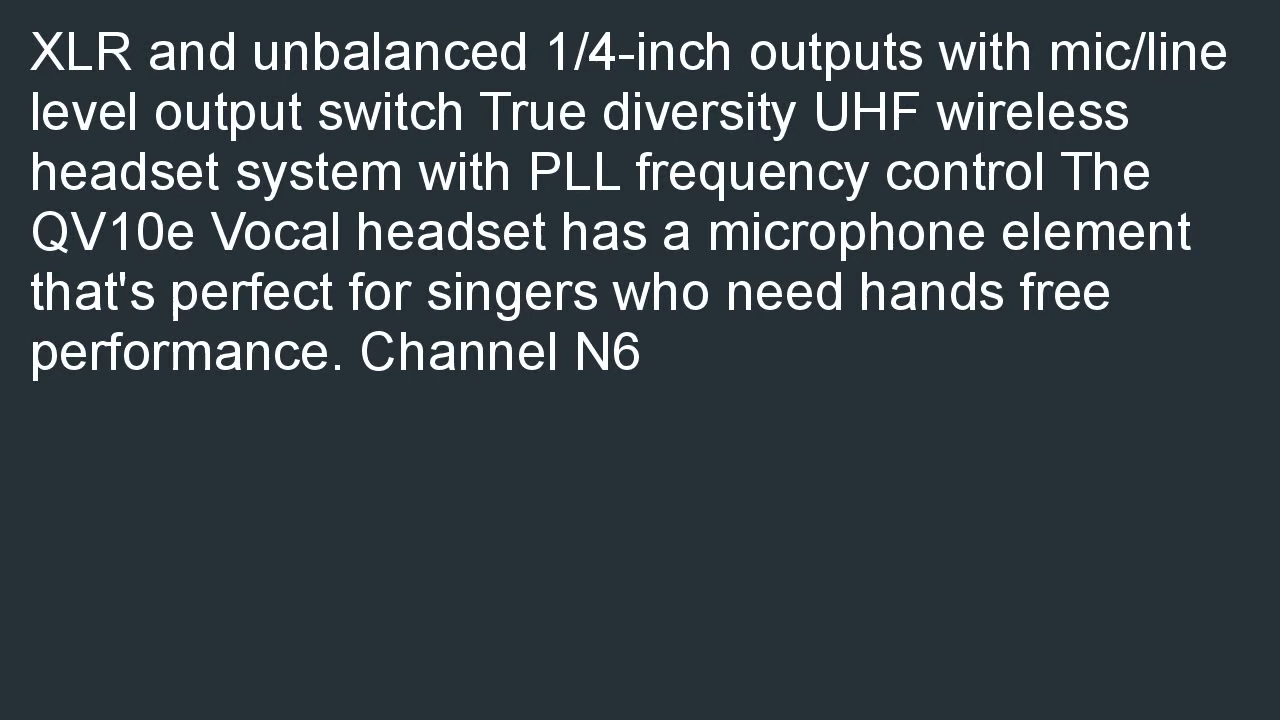 XLR and unbalanced 1/4-inch outputs with mic/line
level output switch True diversity UHF wireless
headset system with PLL frequency control The
QV10e Vocal headset has a microphone element
that's perfect for singers who need hands free
performance. Channel N6